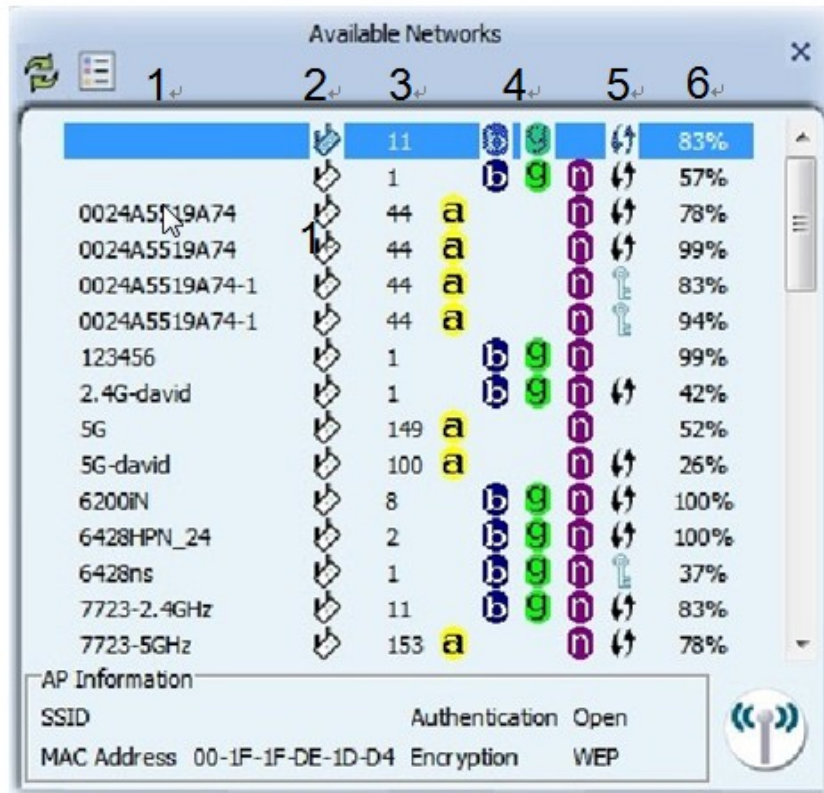 Available Networks
1 2 3 4 5 6
11 b g 83%
1 b g n 57%
0024A5519A74 44 a n 78%
1
0024A5519A74 44 a n 99%
0024A5519A74-1 44 a n 83%
0024A5519A74-1 44 a n 94%
123456 1 b g n 99%
2.4G-david 1 b g n 42%
5G 149 a n 52%
5G-david 100 a n 26%
6200iN 8 b g n 100%
6428HPN_24 2 b g n 100%
6428ns 1 b g n 37%
7723-2.4GHz 11 b g n 83%
7723-5GHz 153 a n 78%
AP Information
SSID Authentication Open
MAC Address 00-1F-1F-DE-1D-D4 Encryption WEP